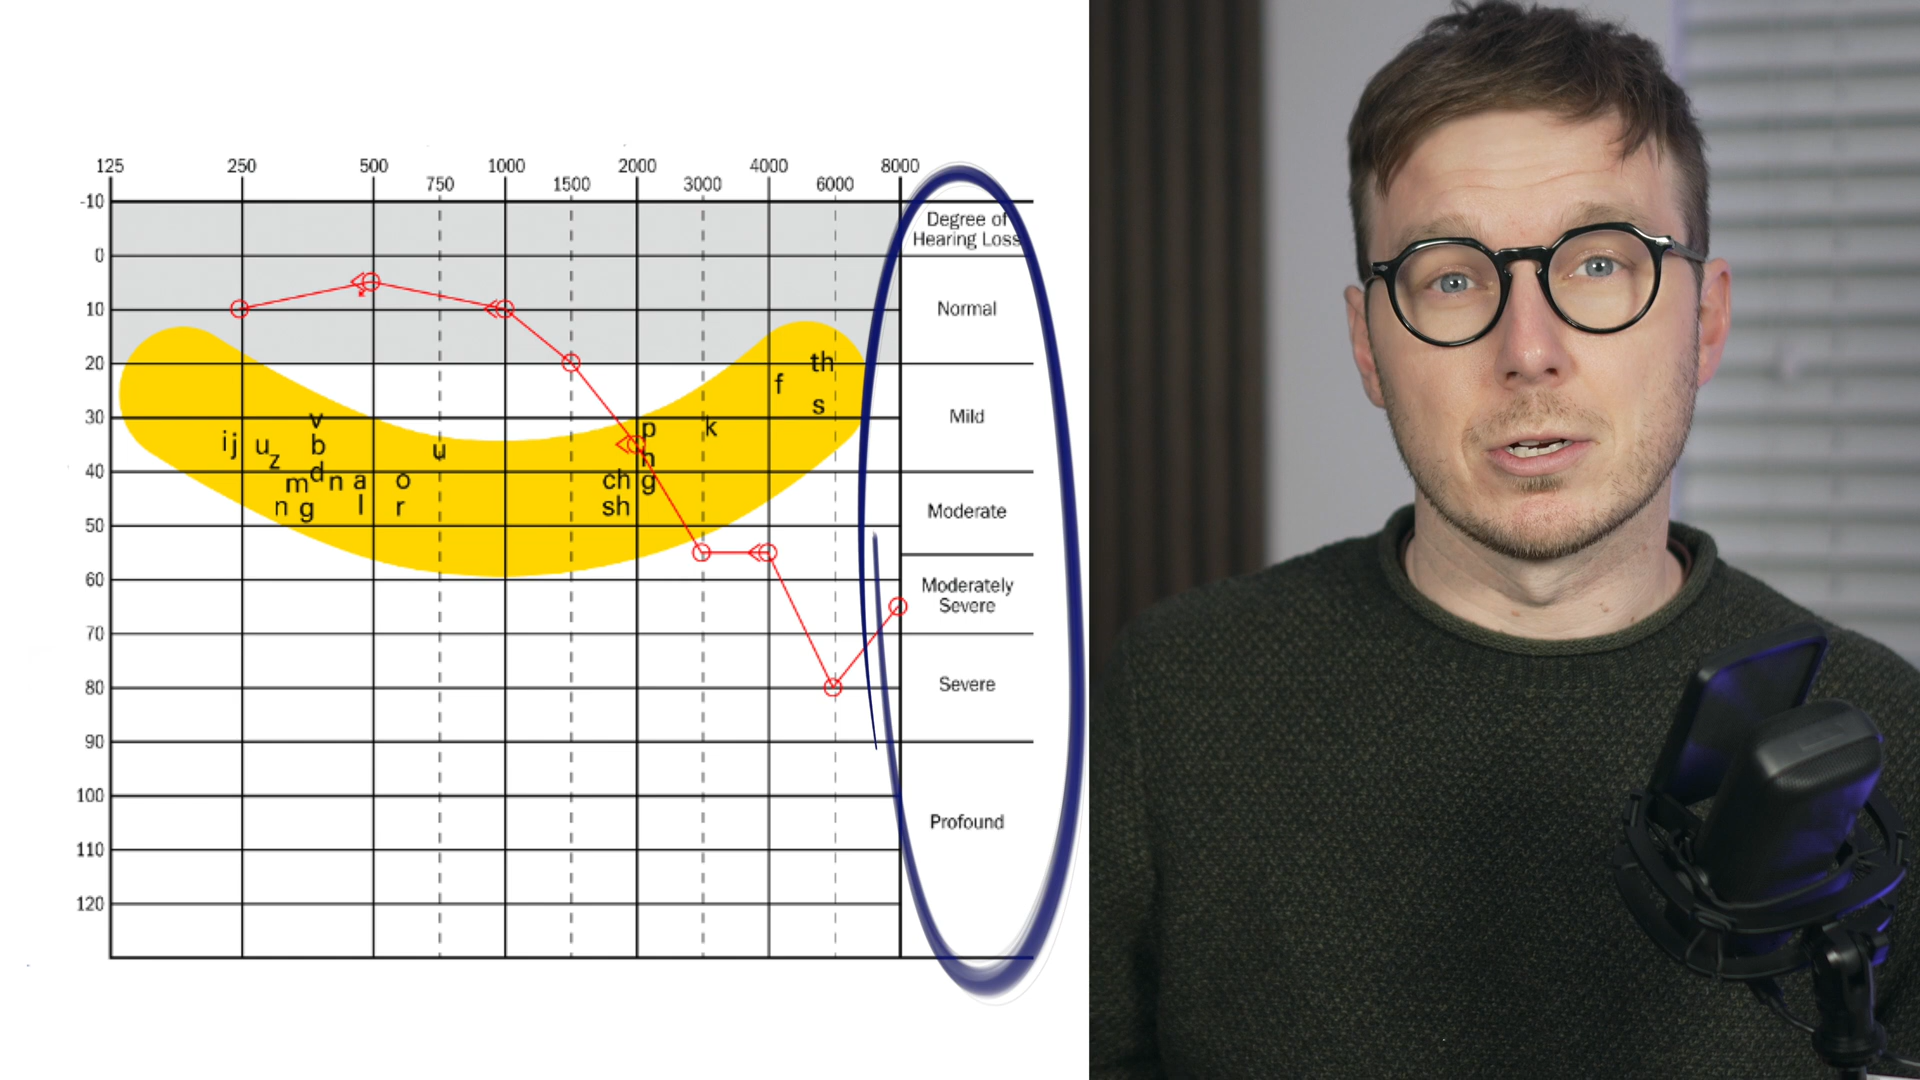 125 250 500 1000 2000 4000 8000
750 1500 3000 6000
-10
Degree of
Hearing Loss
0
10
Normal
20
th
f
s
30
Mild
v
p
k
ij
u
z
b
u
h
40
m
d
n
a
o
ch
g
n
g
l
r
sh
Moderate
50
60
Moderately
Severe
70
80
Severe
90
100
Profound
110
120